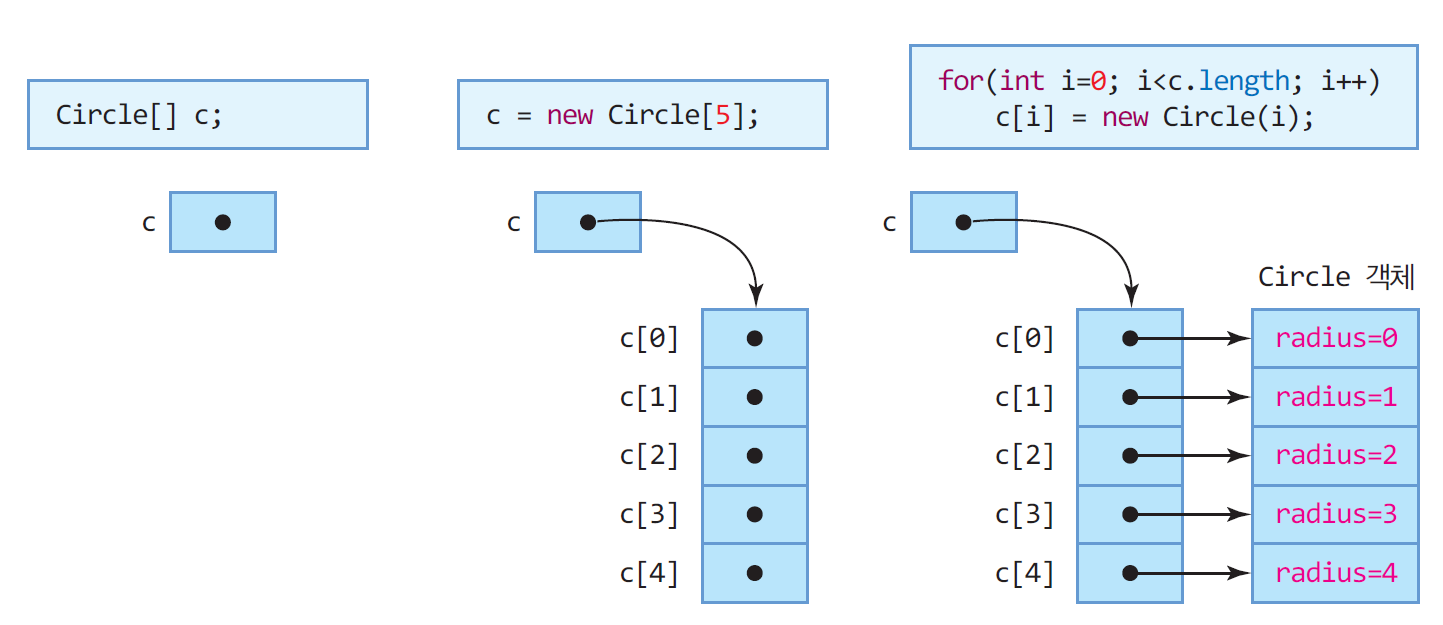 Circle[] c;
c
c = new Circle[5];
c
c[0]
c[1]
c[2]
c[3]
c[4]
for(int i=0; i<c.length; i++)
c[i] = new Circle(i);
c
Circle 객체
c[0]
radius=0
c[1]
radius=1
c[2]
radius=2
c[3]
radius=3
c[4]
radius=4